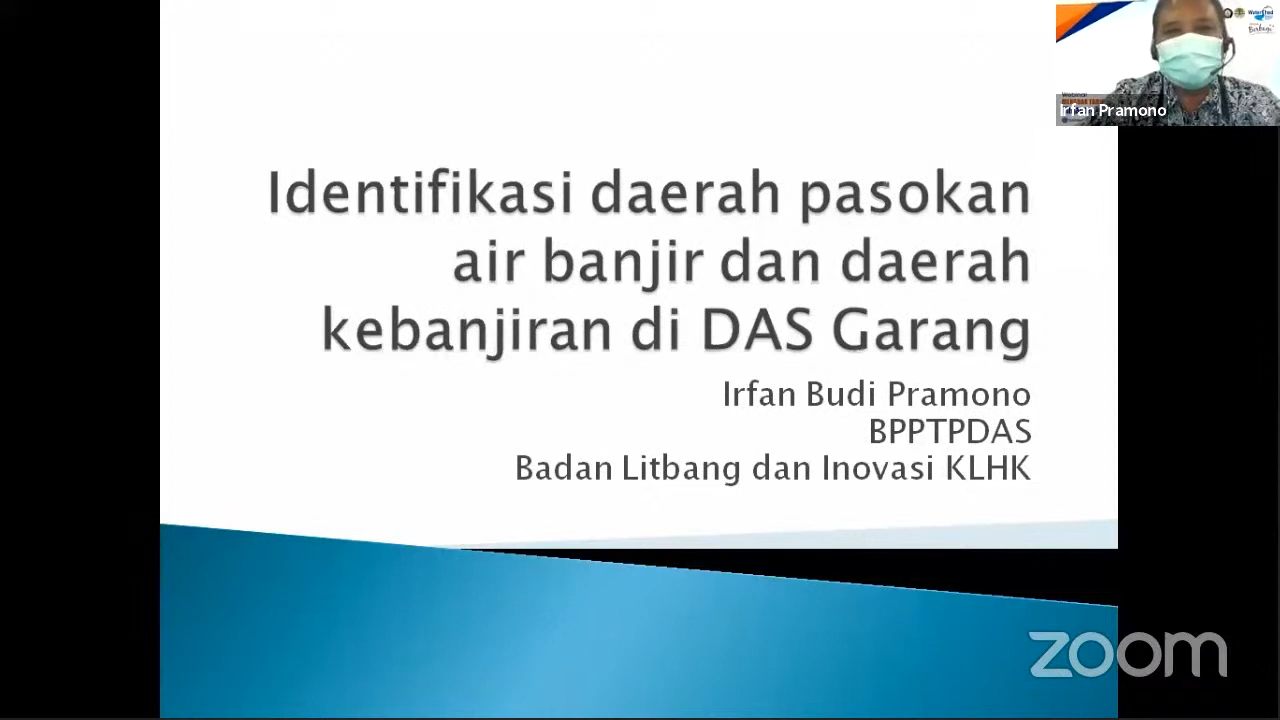 Identifikasi daerah pasokan
air banjir dan daerah
kebanjiran di DAS Garang
Irfan Budi Pramono
BPPTPDAS
Badan Litbang dan Inovasi KLHK
Webinar
Irfan Pramono
zoom